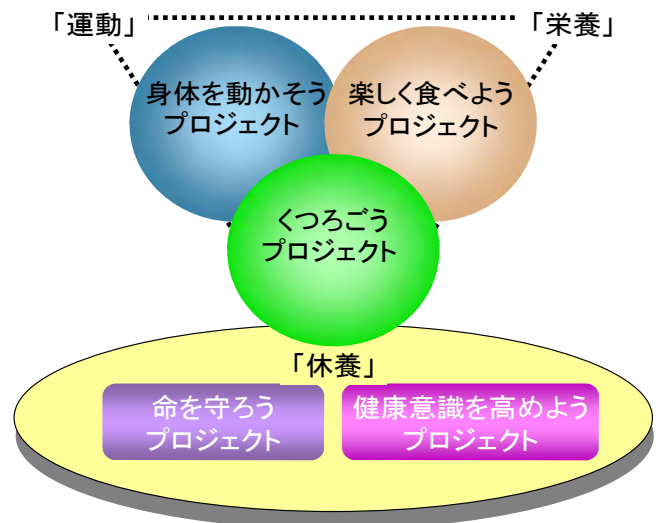 「運動」
「栄養」
身体を動かそう
プロジェクト
楽しく食べよう
プロジェクト
くつろごう
プロジェクト
「休養」
命を守ろう
プロジェクト
健康意識を高めよう
プロジェクト